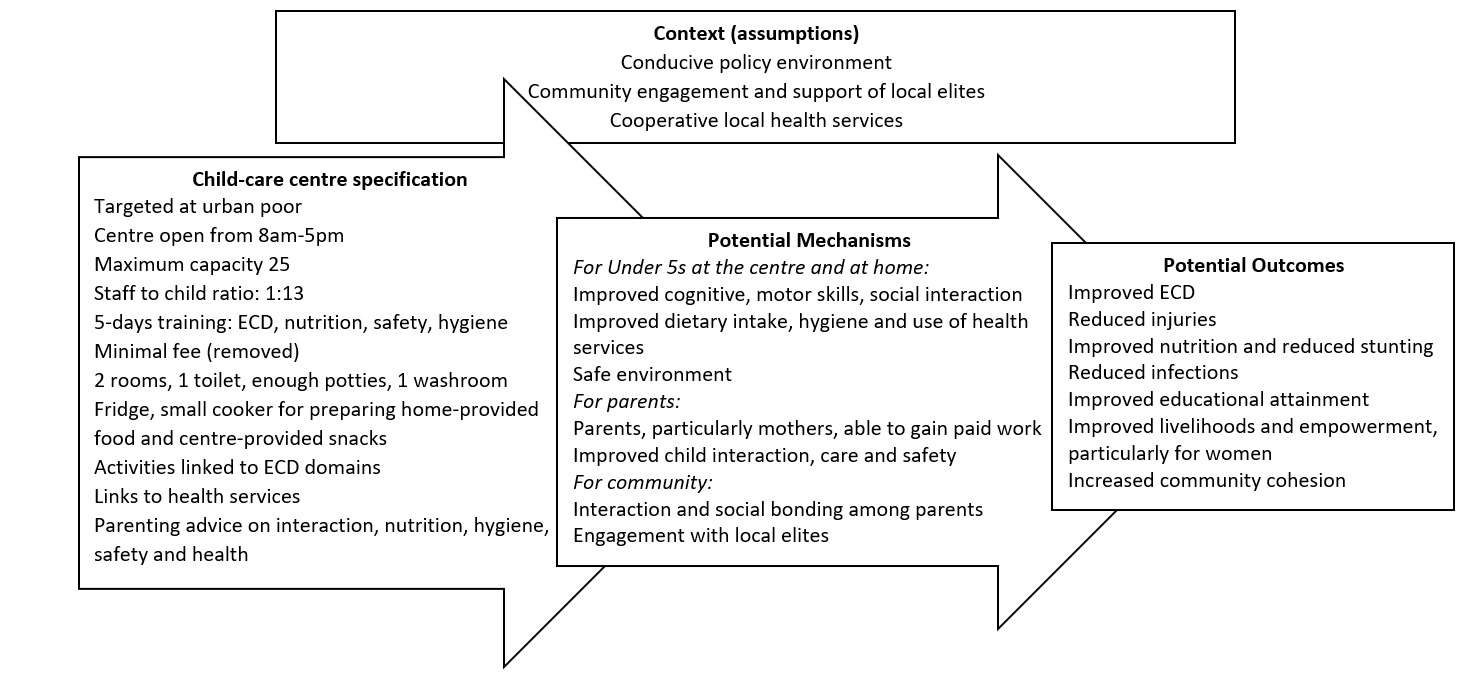 Context (assumptions)
Conducive policy environment
Community engagement and support of local elites
Cooperative local health services
Child-care centre specification
Targeted at urban poor
Centre open from 8am-5pm
Maximum capacity 25
Staff to child ratio: 1:13
5-days training: ECD, nutrition, safety, hygiene
Minimal fee (removed)
2 rooms, 1 toilet, enough potties, 1 washroom
Fridge, small cooker for preparing home-provided
food and centre-provided snacks
Activities linked to ECD domains
Links to health services
Parenting advice on interaction, nutrition, hygiene,
safety and health
Potential Mechanisms
For Under 5s at the centre and at home:
Improved cognitive, motor skills, social interaction
Improved dietary intake, hygiene and use of health
services
Safe environment
For parents:
Parents, particularly mothers, able to gain paid work
Improved child interaction, care and safety
For community:
Interaction and social bonding among parents
Engagement with local elites
Potential Outcomes
Improved ECD
Reduced injuries
Improved nutrition and reduced stunting
Reduced infections
Improved educational attainment
Improved livelihoods and empowerment,
particularly for women
Increased community cohesion